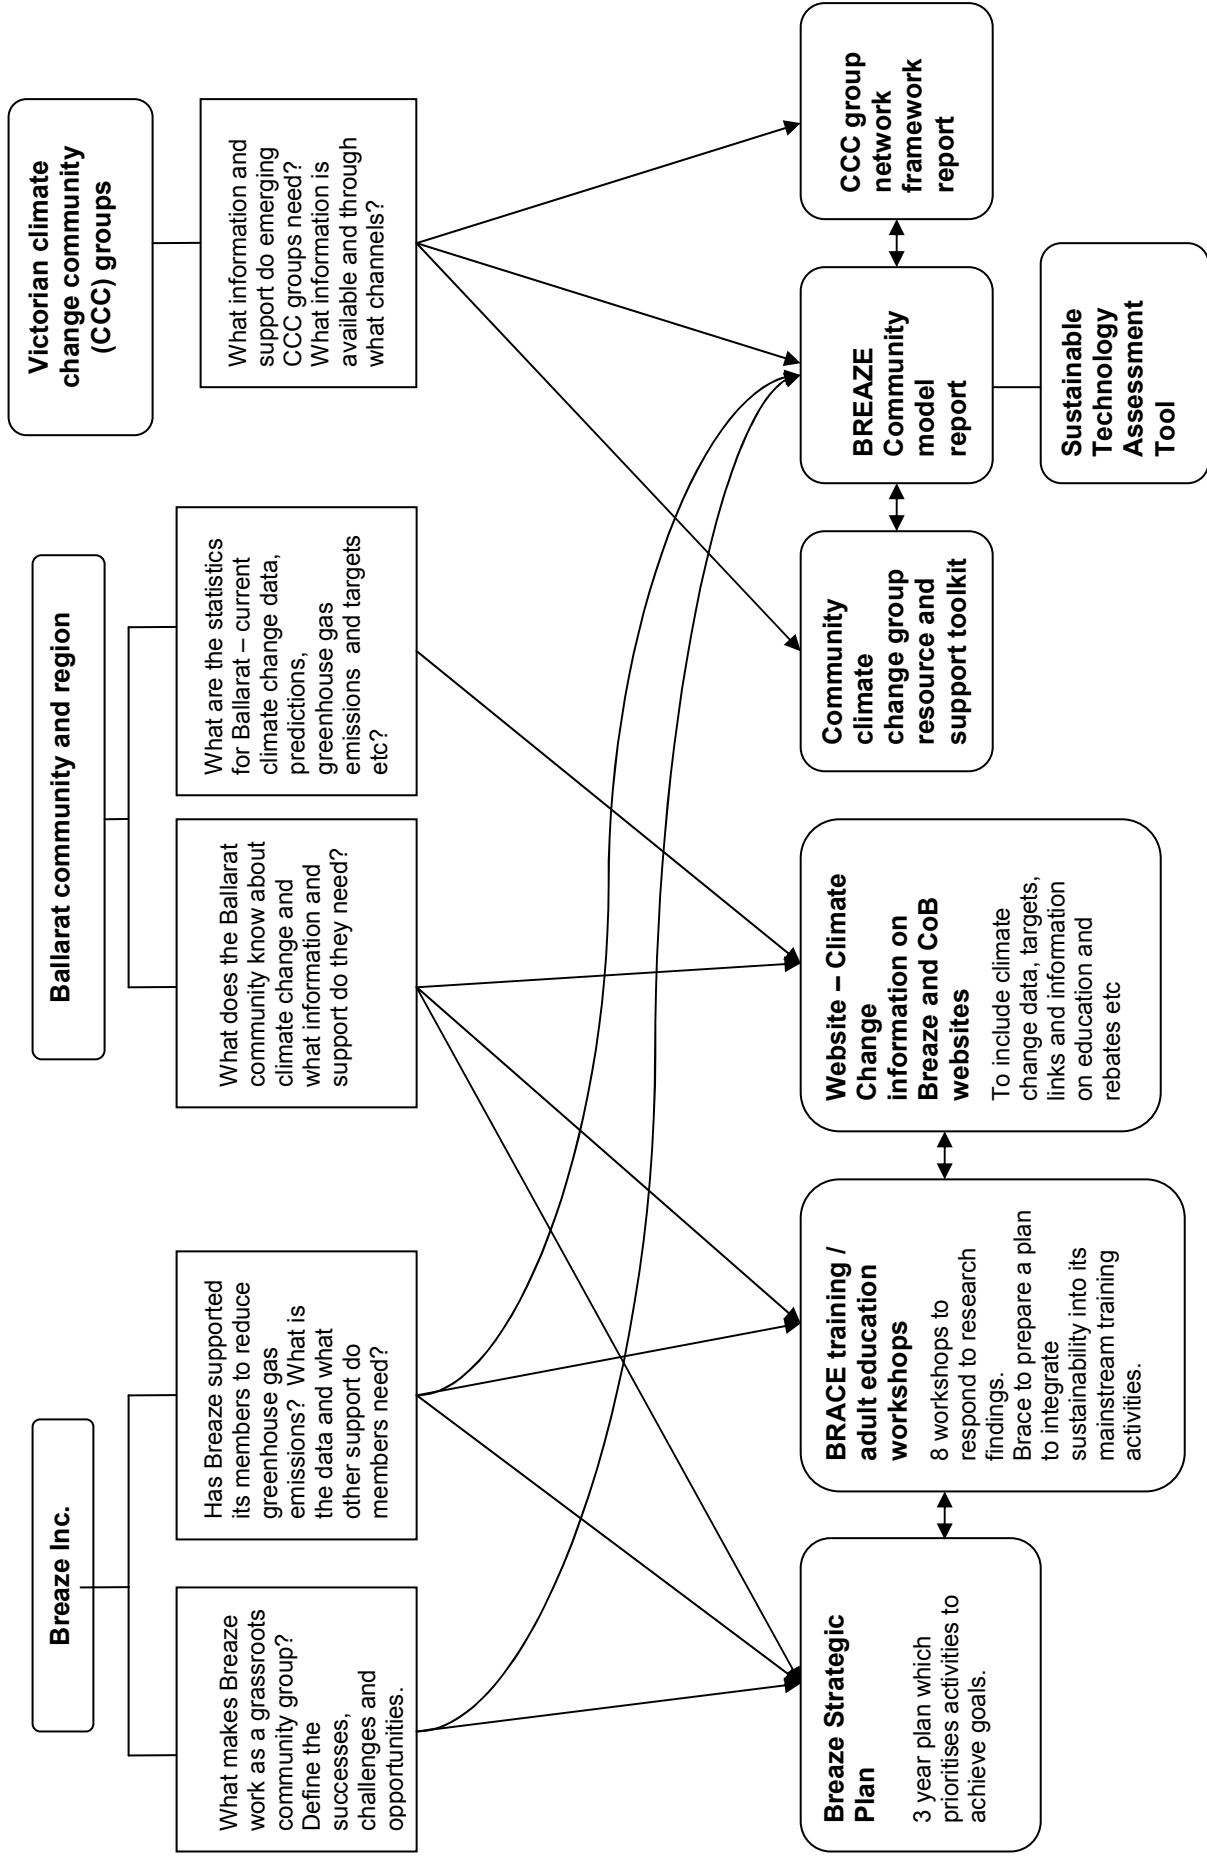 Breaze Inc.
Ballarat community and region
Victorian climate
change community
(CCC) groups
What makes Breaze
work as a grassroots
community group?
Define the
successes,
challenges and
opportunities.
Has Breaze supported
its members to reduce
greenhouse gas
emissions? What is
the data and what
other support do
members need?
What does the Ballarat
community know about
climate change and
what information and
support do they need?
What are the statistics
for Ballarat – current
climate change data,
predictions,
greenhouse gas
emissions and targets
etc?
What information and
support do emerging
CCC groups need?
What information is
available and through
what channels?
Breaze Strategic
Plan
3 year plan which
prioritises activities to
achieve goals.
BRACE training /
adult education
workshops
8 workshops to
respond to research
findings.
Brace to prepare a plan
to integrate
sustainability into its
mainstream training
activities.
Website – Climate
Change
information on
Breaze and CoB
websites
To include climate
change data, targets,
links and information
on education and
rebates etc
Community
climate
change group
resource and
support toolkit
BREAZE
Community
model
report
CCC group
network
framework
report
Sustainable
Technology
Assessment
Tool